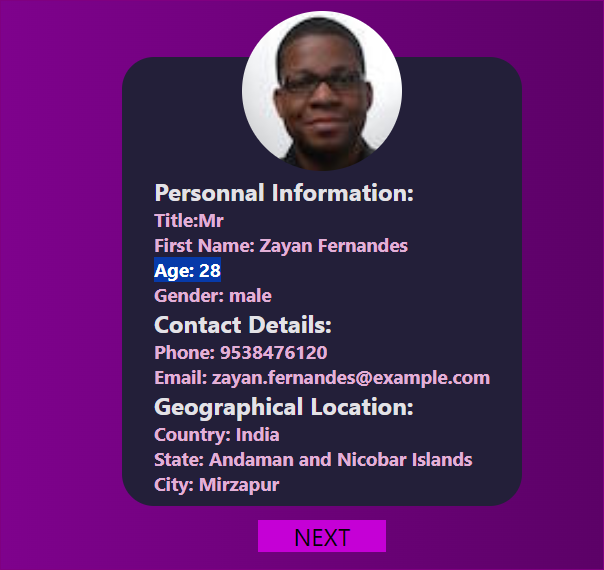 Personnal Information:
Title:Mr
First Name: Zayan Fernandes
Age: 28
Gender: male
Contact Details:
Phone: 9538476120
Email: zayan.fernandes@example.com
Geographical Location:
Country: India
State: Andaman and Nicobar Islands
City: Mirzapur
NEXT